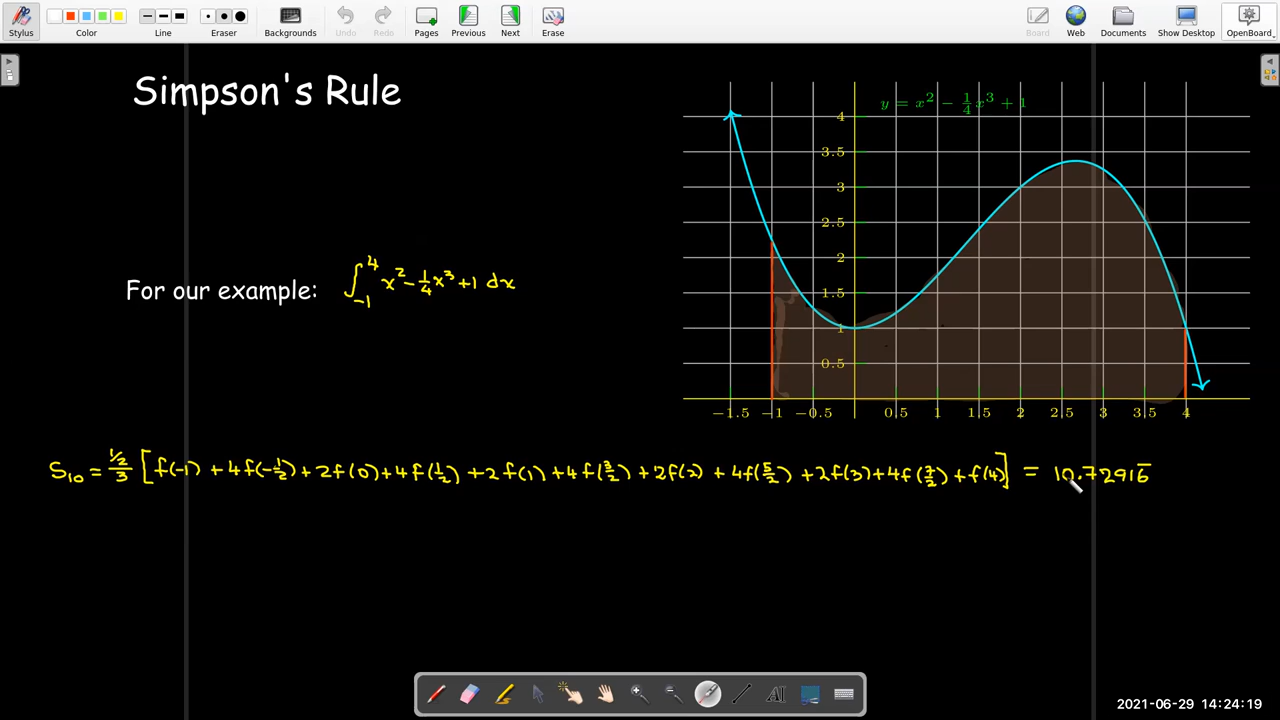 Stylus Color Line Eraser Backgrounds Undo Redo Pages Previous Next Erase Board Web Documents Show Desktop OpenBoard
Simpson's Rule
y = x² − 1/4 x³ + 1
4
3.5
3
2.5
2
1.5
1
0.5
−1.5 −1 −0.5 0.5 1 1.5 2 2.5 3 3.5 4
For our example: ∫₋₁⁴ x² − 1/4 x³ + 1 dx
S₁₀ = (1/2)/3 [f(-1) + 4f(-1/2) + 2f(0) + 4f(1/2) + 2f(1) + 4f(3/2) + 2f(2) + 4f(5/2) + 2f(3) + 4f(7/2) + f(4)] = 10.72916̅
AI
2021-06-29 14:24:19